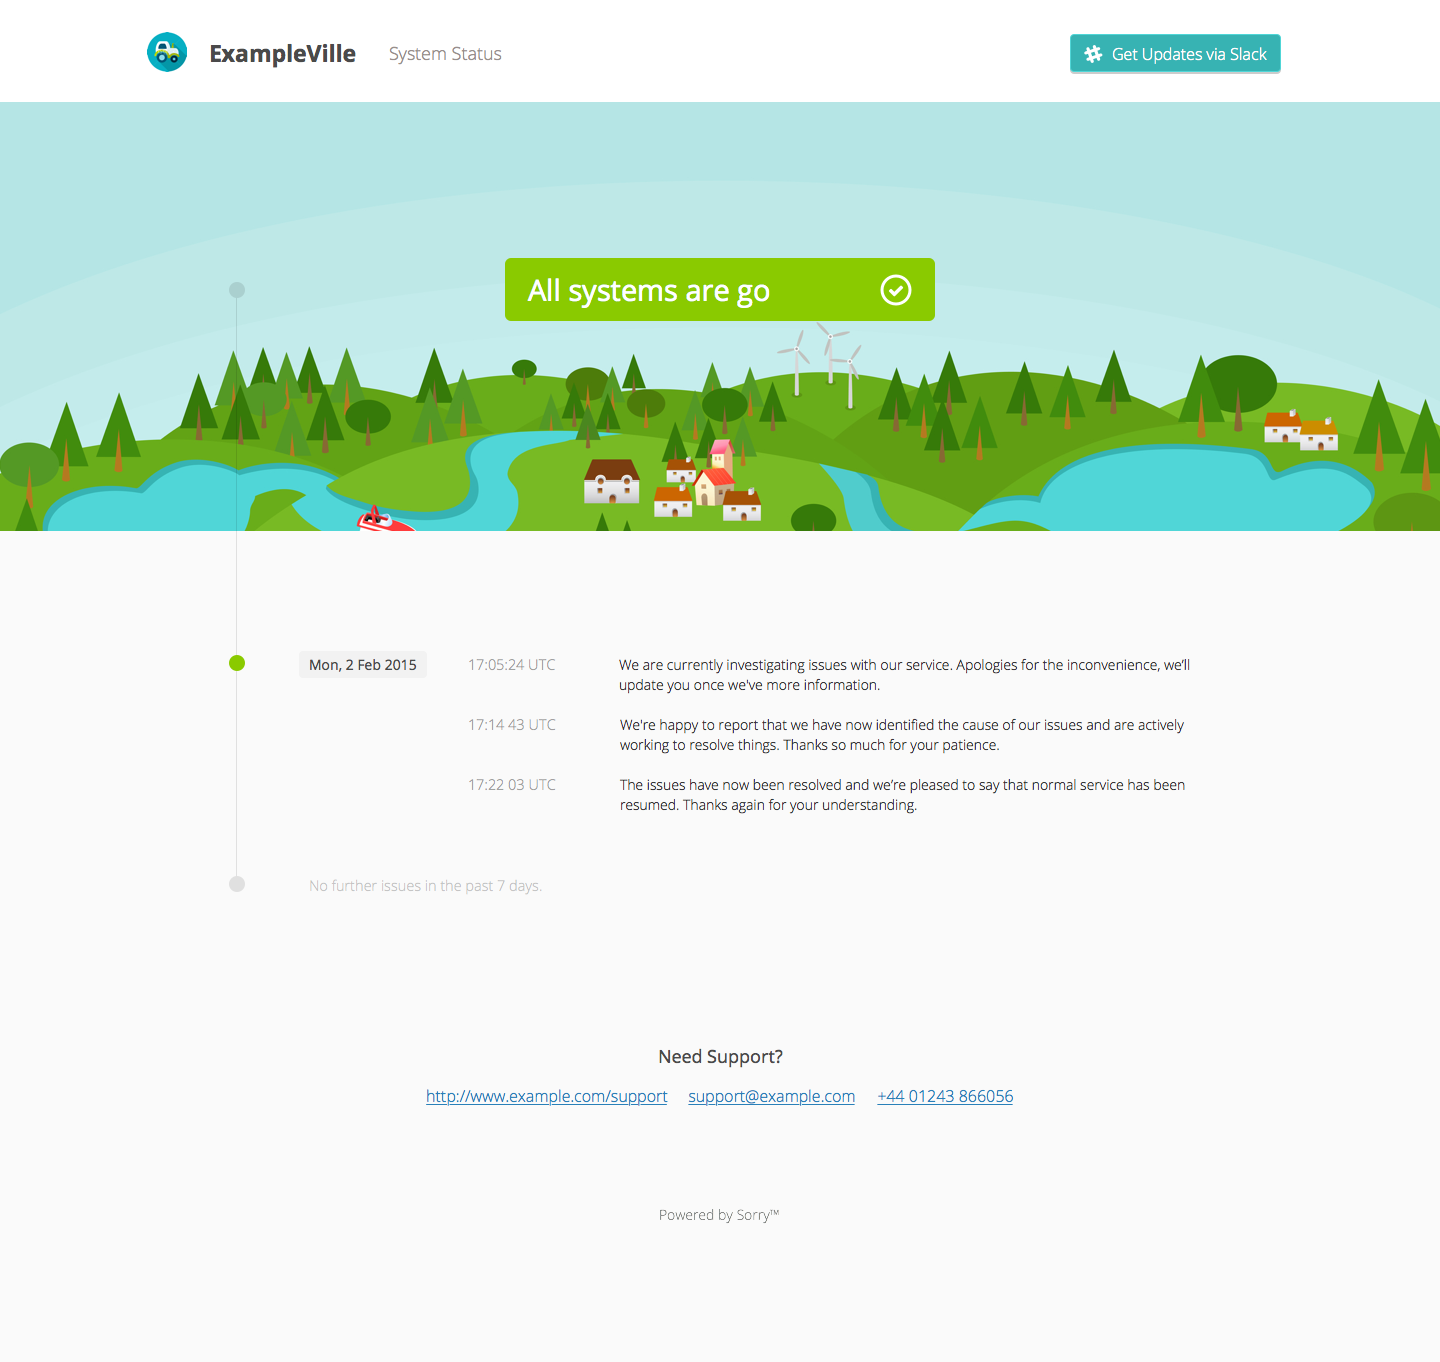 ExampleVille System Status Get Updates via Slack
All systems are go
Mon, 2 Feb 2015 17:05:24 UTC We are currently investigating issues with our service. Apologies for the inconvenience, we’ll
update you once we've more information.
17:14 43 UTC We're happy to report that we have now identified the cause of our issues and are actively
working to resolve things. Thanks so much for your patience.
17:22 03 UTC The issues have now been resolved and we’re pleased to say that normal service has been
resumed. Thanks again for your understanding.
No further issues in the past 7 days.
Need Support?
http://www.example.com/support support@example.com +44 01243 866056
Powered by Sorry™